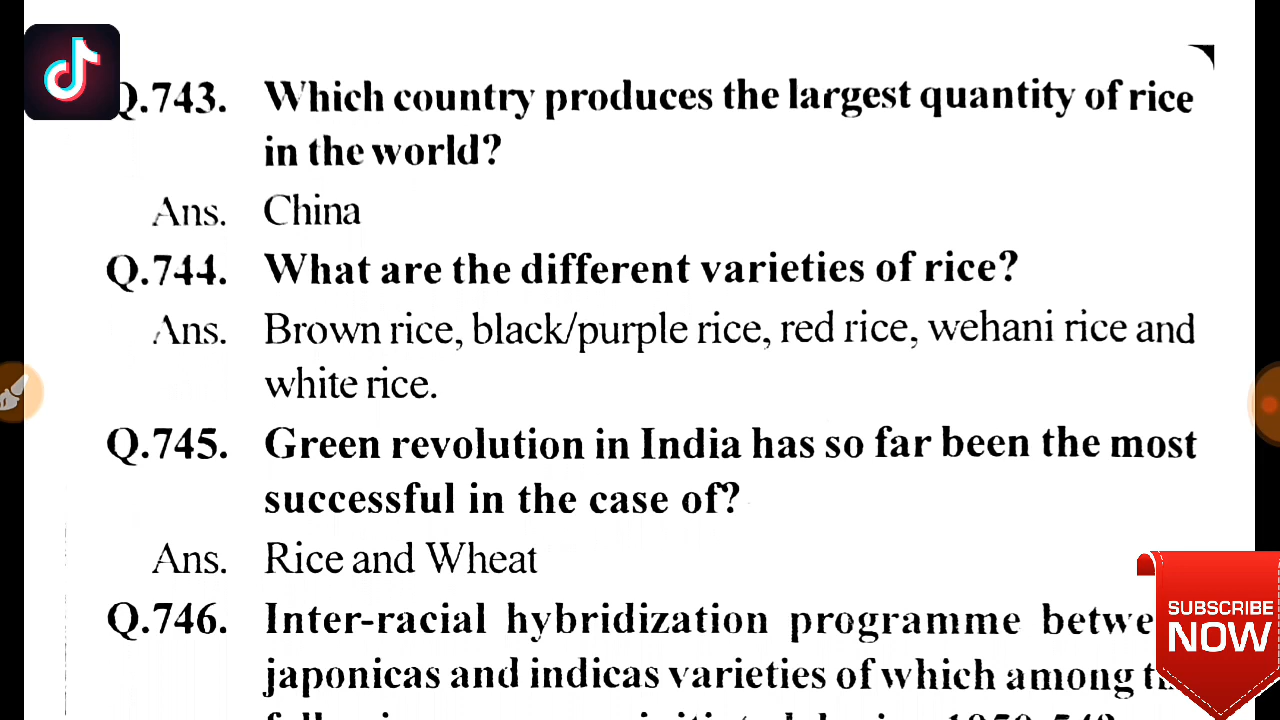 Q.743. Which country produces the largest quantity of rice
in the world?
Ans. China
Q.744. What are the different varieties of rice?
Ans. Brown rice, black/purple rice, red rice, wehani rice and
white rice.
Q.745. Green revolution in India has so far been the most
successful in the case of?
Ans. Rice and Wheat
Q.746. Inter-racial hybridization programme
japonicas and indicas varieties of which among
SUBSCRIBE
NOW